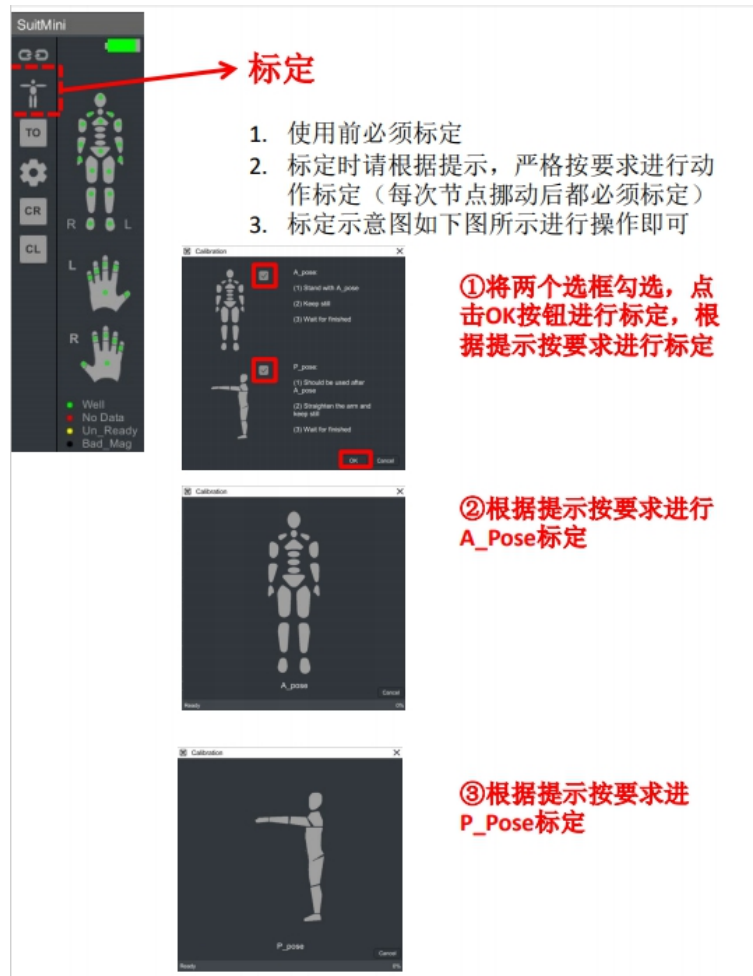 SuitMini
标定
TO
CR
CL
R L
L
R
Well
No Data
Un_Ready
Bad_Mag
1. 使用前必须标定
2. 标定时请根据提示，严格按要求进行动
作标定（每次节点挪动后都必须标定）
3. 标定示意图如下图所示进行操作即可
Calibration
A_pose:
(1) Stand with A_pose
(2) Keep still
(3) Wait for finished
P_pose:
(1) Should be used after
A_pose
(2) Straighten the arm and
keep still
(3) Wait for finished
OK Cancel
①将两个选框勾选，点
击OK按钮进行标定，根
据提示按要求进行标定
Calibration
A_pose
Cancel
Ready 0%
②根据提示按要求进行
A_Pose标定
Calibration
P_pose
Cancel
Ready 0%
③根据提示按要求进
P_Pose标定